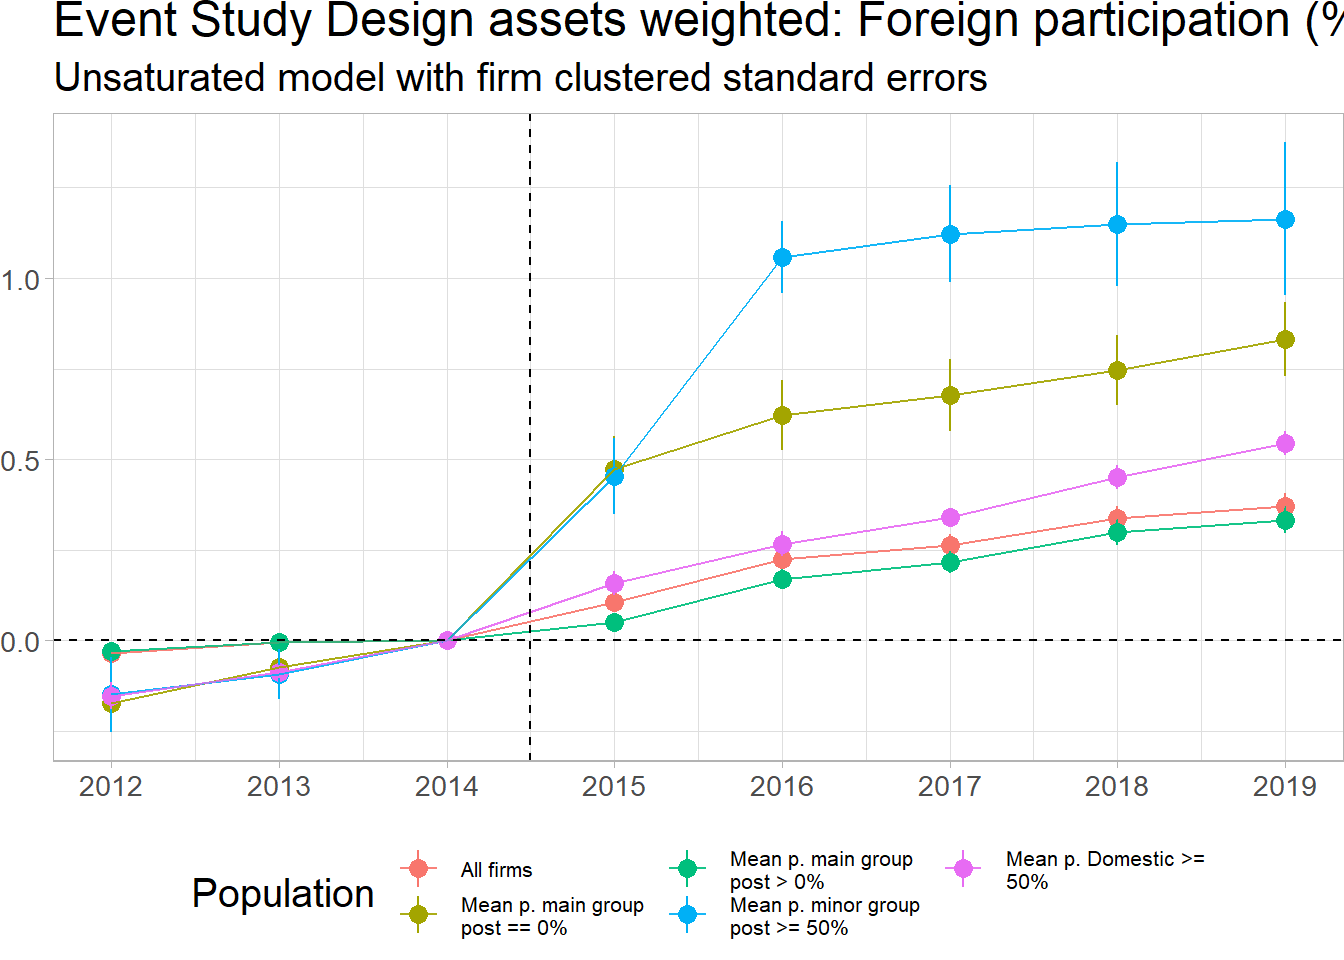 Event Study Design assets weighted: Foreign participation (%
Unsaturated model with firm clustered standard errors
1.0
0.5
0.0
2012 2013 2014 2015 2016 2017 2018 2019
Population
All firms
Mean p. main group
post == 0%
Mean p. main group
post > 0%
Mean p. minor group
post >= 50%
Mean p. Domestic >=
50%